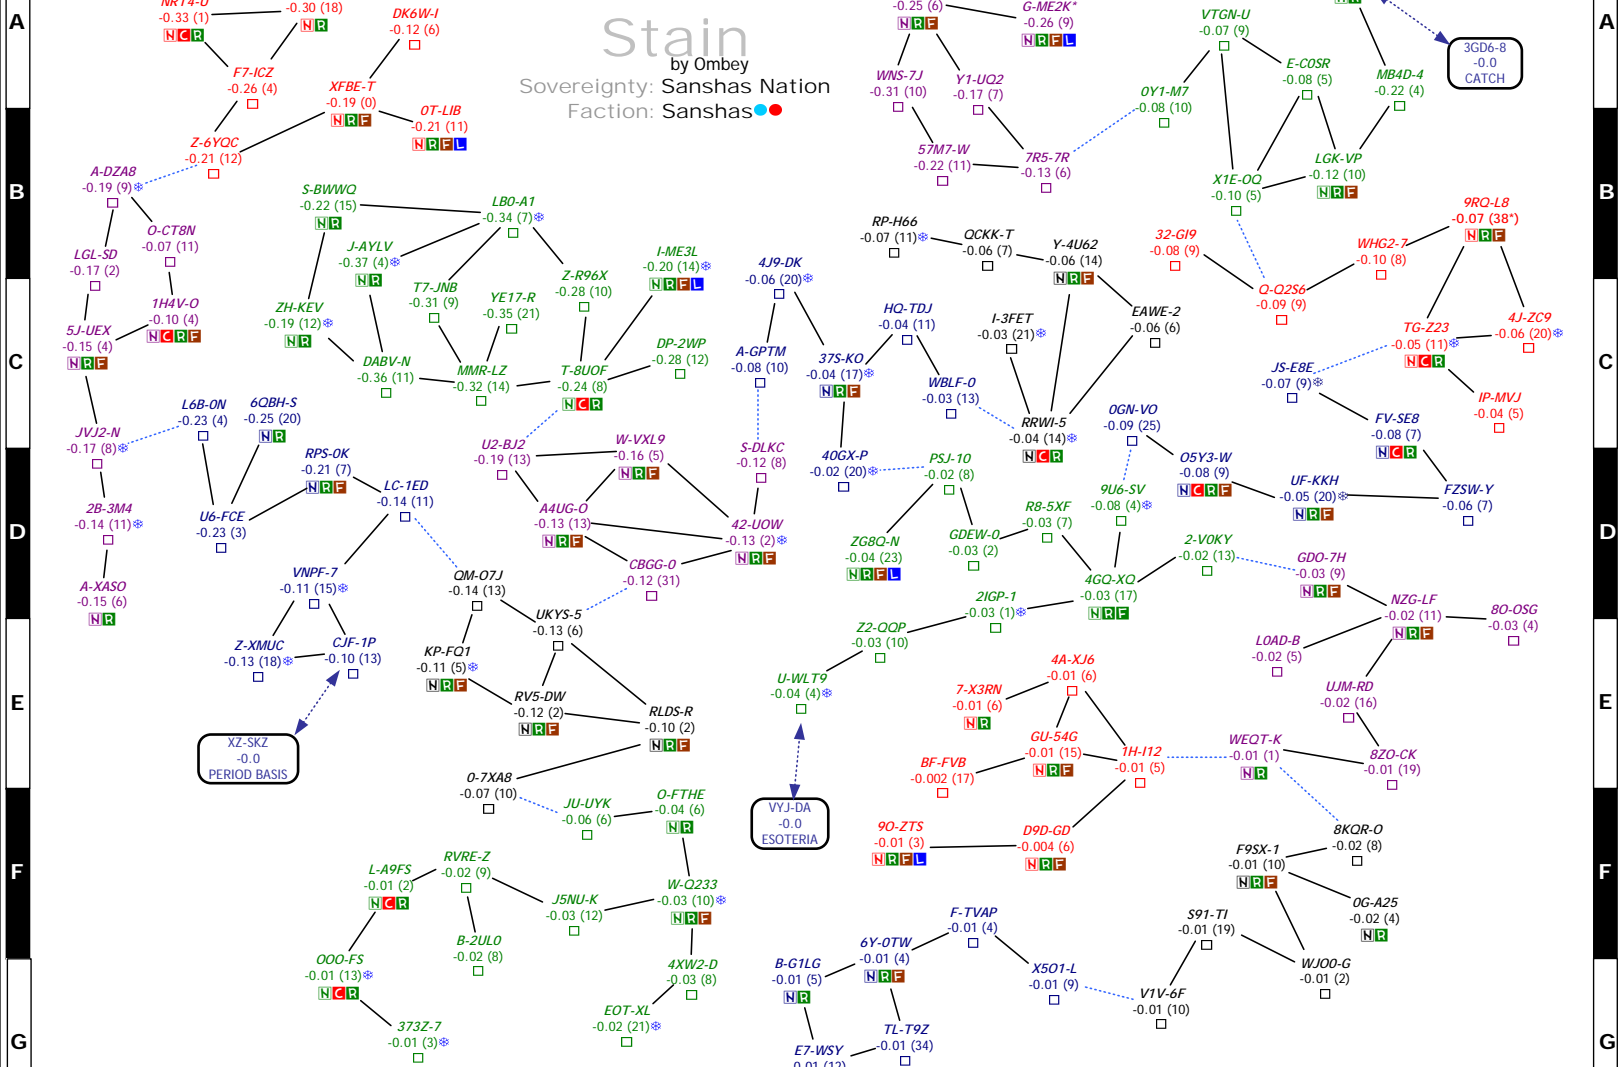 A
A
B
B
C
C
D
D
E
E
F
F
G
G
Stain
by Ombey
Sovereignty: Sanshas Nation
Faction: Sanshas
-0.33 (1)
N C R
-0.30 (18)
N R
DK6W-I
-0.12 (6)
F7-ICZ
-0.26 (4)
XFBE-T
-0.19 (0)
N R F
0T-LIB
-0.21 (11)
N R F L
Z-6YQC
-0.21 (12)
-0.25 (6)
N R F
G-ME2K*
-0.26 (9)
N R F L
WNS-7J
-0.31 (10)
Y1-UQ2
-0.17 (7)
57M7-W
-0.22 (11)
7R5-7R
-0.13 (6)
VTGN-U
-0.07 (9)
E-C0SR
-0.08 (5)
0Y1-M7
-0.08 (10)
MB4D-4
-0.22 (4)
LGK-VP
-0.12 (10)
N R F
X1E-OQ
-0.10 (5)
3GD6-8
-0.0
CATCH
A-DZA8
-0.19 (9)
O-CT8N
-0.07 (11)
LGL-SD
-0.17 (2)
1H4V-O
-0.10 (4)
N C R F
5J-UEX
-0.15 (4)
N R F
JVJ2-N
-0.17 (8)
2B-3M4
-0.14 (11)
A-XASO
-0.15 (6)
N R
S-BWWQ
-0.22 (15)
N R
LB0-A1
-0.34 (7)
J-AYLV
-0.37 (4)
N R
T7-JNB
-0.31 (9)
YE17-R
-0.35 (21)
Z-R96X
-0.28 (10)
I-ME3L
-0.20 (14)
N R F L
ZH-KEV
-0.19 (12)
N R
DABV-N
-0.36 (11)
MMR-LZ
-0.32 (14)
T-8UOF
-0.24 (8)
N C R
DP-2WP
-0.28 (12)
4J9-DK
-0.06 (20)
A-GPTM
-0.08 (10)
37S-KO
-0.04 (17)
N R F
HQ-TDJ
-0.04 (11)
WBLF-0
-0.03 (13)
40GX-P
-0.02 (20)
RP-H66
-0.07 (11)
QCKK-T
-0.06 (7)
Y-4U62
-0.06 (14)
N R F
I-3FET
-0.03 (21)
EAWE-2
-0.06 (6)
RRWI-5
-0.04 (14)
N C R
32-GI9
-0.08 (9)
WHG2-7
-0.10 (8)
9RQ-L8
-0.07 (38*)
N R F
Q-Q2S6
-0.09 (9)
TG-Z23
-0.05 (11)
N C R
4J-ZC9
-0.06 (20)
IP-MVJ
-0.04 (5)
JS-E8E
-0.07 (9)
FV-SE8
-0.08 (7)
N C R
0GN-VO
-0.09 (25)
O5Y3-W
-0.08 (9)
N C R F
UF-KKH
-0.05 (20)
N R F
FZSW-Y
-0.06 (7)
L6B-0N
-0.23 (4)
6QBH-S
-0.25 (20)
N R
RPS-0K
-0.21 (7)
N R F
LC-1ED
-0.14 (11)
U6-FCE
-0.23 (3)
VNPF-7
-0.11 (15)
Z-XMUC
-0.13 (18)
CJF-1P
-0.10 (13)
XZ-SKZ
-0.0
PERIOD BASIS
U2-BJ2
-0.19 (13)
W-VXL9
-0.16 (5)
N R F
A4UG-O
-0.13 (13)
N R F
S-DLKC
-0.12 (8)
42-UOW
-0.13 (2)
N R F
CBGG-0
-0.12 (31)
QM-O7J
-0.14 (13)
UKYS-5
-0.13 (6)
KP-FQ1
-0.11 (5)
N R F
RV5-DW
-0.12 (2)
N R F
RLDS-R
-0.10 (2)
N R F
0-7XA8
-0.07 (10)
PSJ-10
-0.02 (8)
ZG8Q-N
-0.04 (23)
N R F L
GDEW-0
-0.03 (2)
R8-5XF
-0.03 (7)
9U6-SV
-0.08 (4)
4GQ-XQ
-0.03 (17)
N R F
2-V0KY
-0.02 (13)
2IGP-1
-0.03 (1)
Z2-QQP
-0.03 (10)
U-WLT9
-0.04 (4)
VYJ-DA
-0.0
ESOTERIA
GDO-7H
-0.03 (9)
N R F
NZG-LF
-0.02 (11)
N R F
8O-OSG
-0.03 (4)
L0AD-B
-0.02 (5)
UJM-RD
-0.02 (16)
8ZO-CK
-0.01 (19)
WEQT-K
-0.01 (1)
N R
4A-XJ6
-0.01 (6)
7-X3RN
-0.01 (6)
N R
GU-54G
-0.01 (15)
N R F
1H-I12
-0.01 (5)
BF-FVB
-0.002 (17)
9O-ZTS
-0.01 (3)
N R F L
D9D-GD
-0.004 (6)
N R F
8KQR-O
-0.02 (8)
F9SX-1
-0.01 (10)
N R F
0G-A25
-0.02 (4)
N R
S91-TI
-0.01 (19)
WJO0-G
-0.01 (2)
V1V-6F
-0.01 (10)
JU-UYK
-0.06 (6)
O-FTHE
-0.04 (6)
N R
W-Q233
-0.03 (10)
N R F
J5NU-K
-0.03 (12)
RVRE-Z
-0.02 (9)
L-A9FS
-0.01 (2)
N C R
B-2UL0
-0.02 (8)
OOO-FS
-0.01 (13)
N C R
373Z-7
-0.01 (3)
4XW2-D
-0.03 (8)
EOT-XL
-0.02 (21)
F-TVAP
-0.01 (4)
6Y-0TW
-0.01 (4)
N R F
B-G1LG
-0.01 (5)
N R
X5O1-L
-0.01 (9)
TL-T9Z
-0.01 (34)
E7-WSY